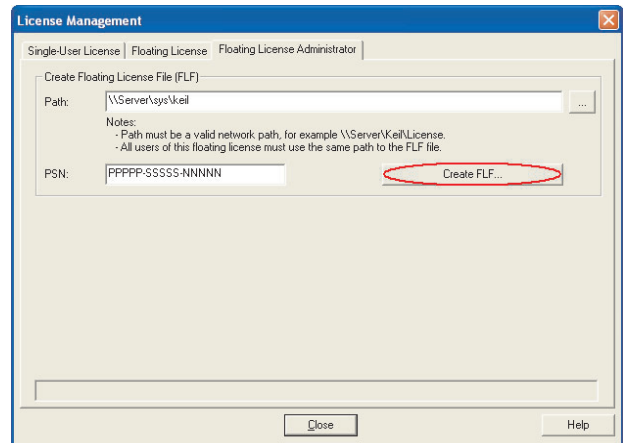 License Management
Single-User License
Floating License
Floating License Administrator
Create Floating License File (FLF)
Path:
\\Server\sys\keil
...
Notes:
- Path must be a valid network path, for example \\Server\Keil\License.
- All users of this floating license must use the same path to the FLF file.
PSN:
PPPPP-SSSSS-NNNNN
Create FLF...
Close
Help